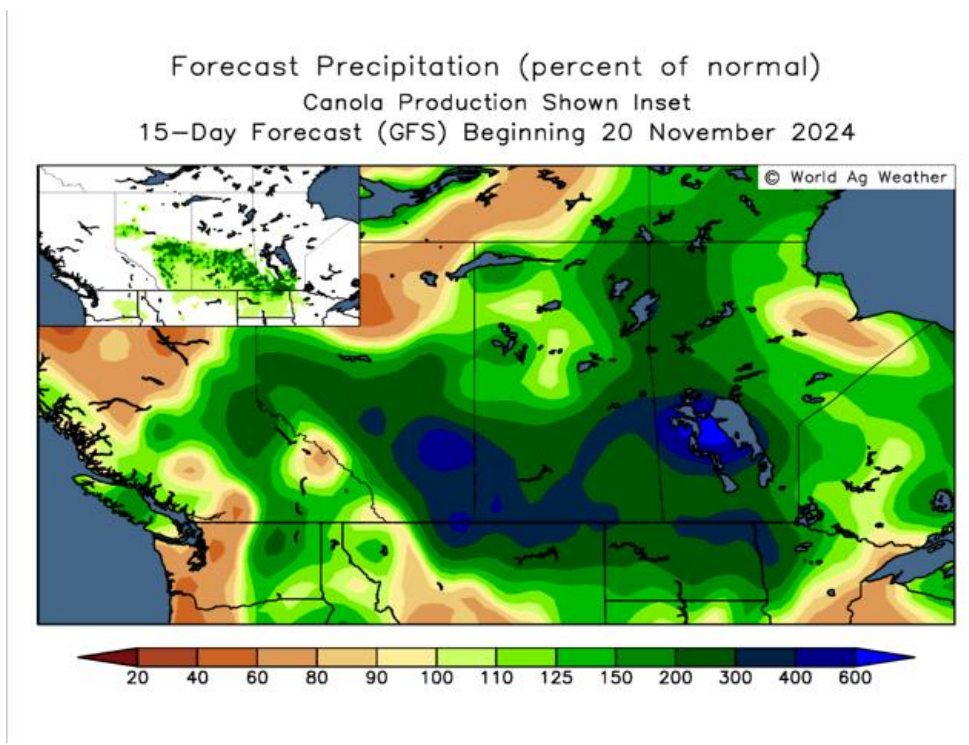 Forecast Precipitation (percent of normal)
Canola Production Shown Inset
15-Day Forecast (GFS) Beginning 20 November 2024
© World Ag Weather
20 40 60 80 90 100 110 125 150 200 300 400 600